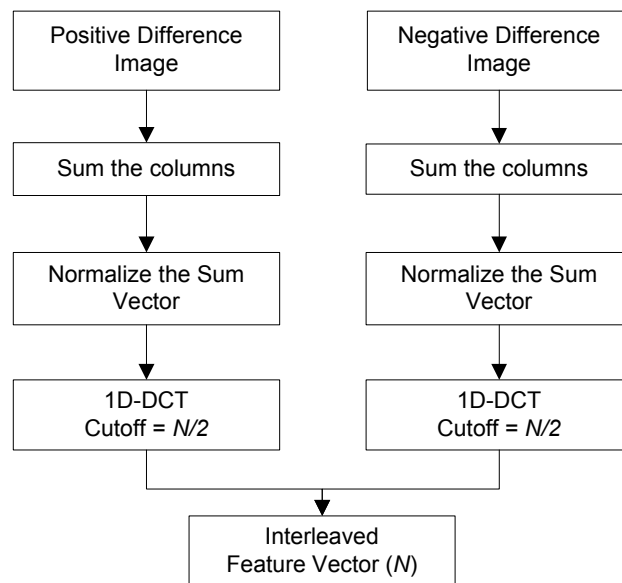 Positive Difference
Image
Sum the columns
Normalize the Sum
Vector
1D-DCT
Cutoff = N/2
Negative Difference
Image
Sum the columns
Normalize the Sum
Vector
1D-DCT
Cutoff = N/2
Interleaved
Feature Vector (N)